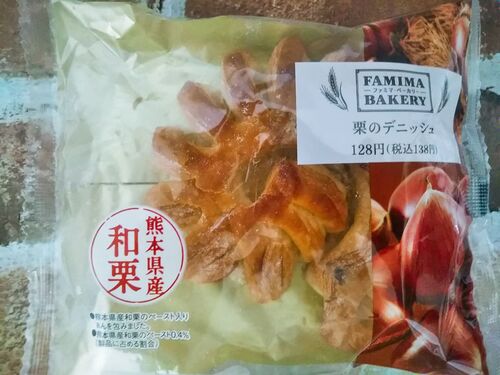 FAMIMA
ファミマ・ベーカリー
BAKERY
栗のデニッシュ
128円(税込138円)
熊本県産
和栗
●熊本県産和栗のペースト入り
あんを包みました。
●熊本県産和栗のペースト0.4%
(製品に占める割合)